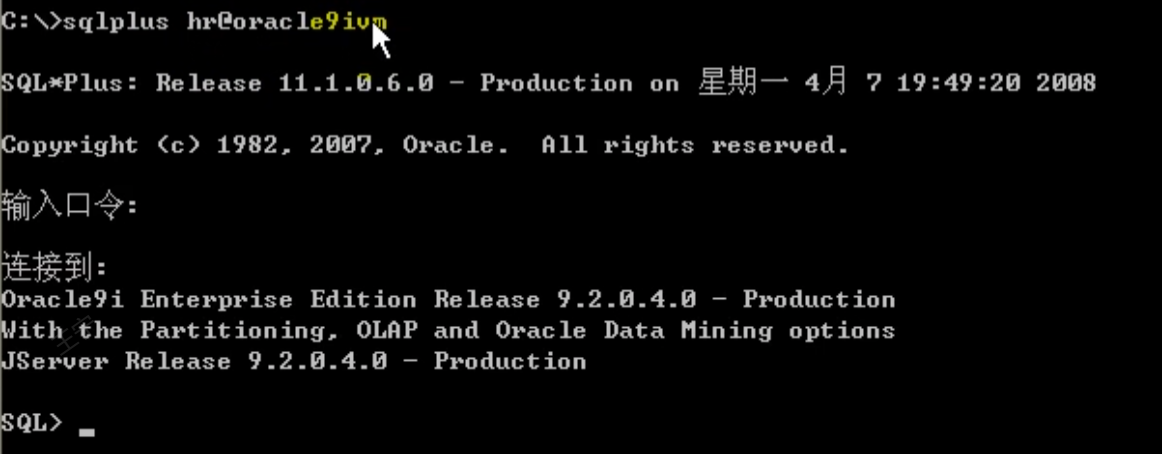 C:\>sqlplus hr@oracle9ivm
SQL*Plus: Release 11.1.0.6.0 - Production on 星期一 4月 7 19:49:20 2008
Copyright (c) 1982, 2007, Oracle.  All rights reserved.
输入口令:
连接到:
Oracle9i Enterprise Edition Release 9.2.0.4.0 - Production
With the Partitioning, OLAP and Oracle Data Mining options
JServer Release 9.2.0.4.0 - Production
SQL> _